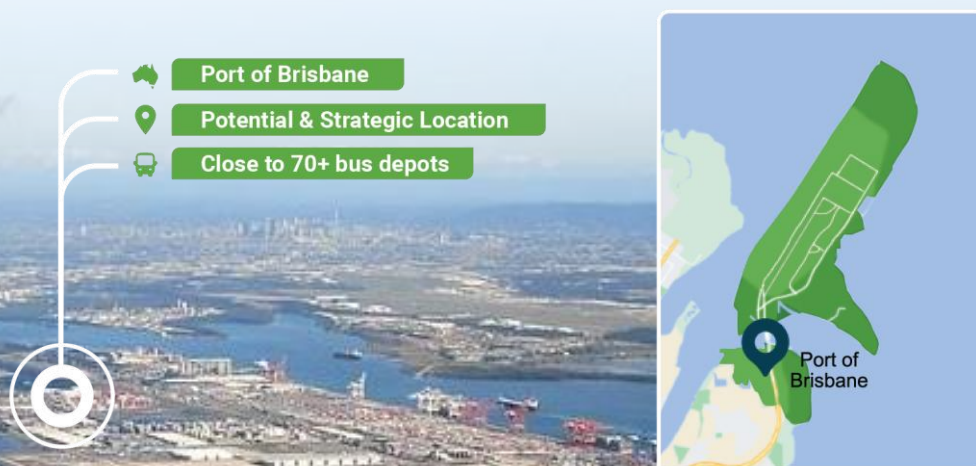 Port of Brisbane
Potential & Strategic Location
Close to 70+ bus depots
Port of
Brisbane